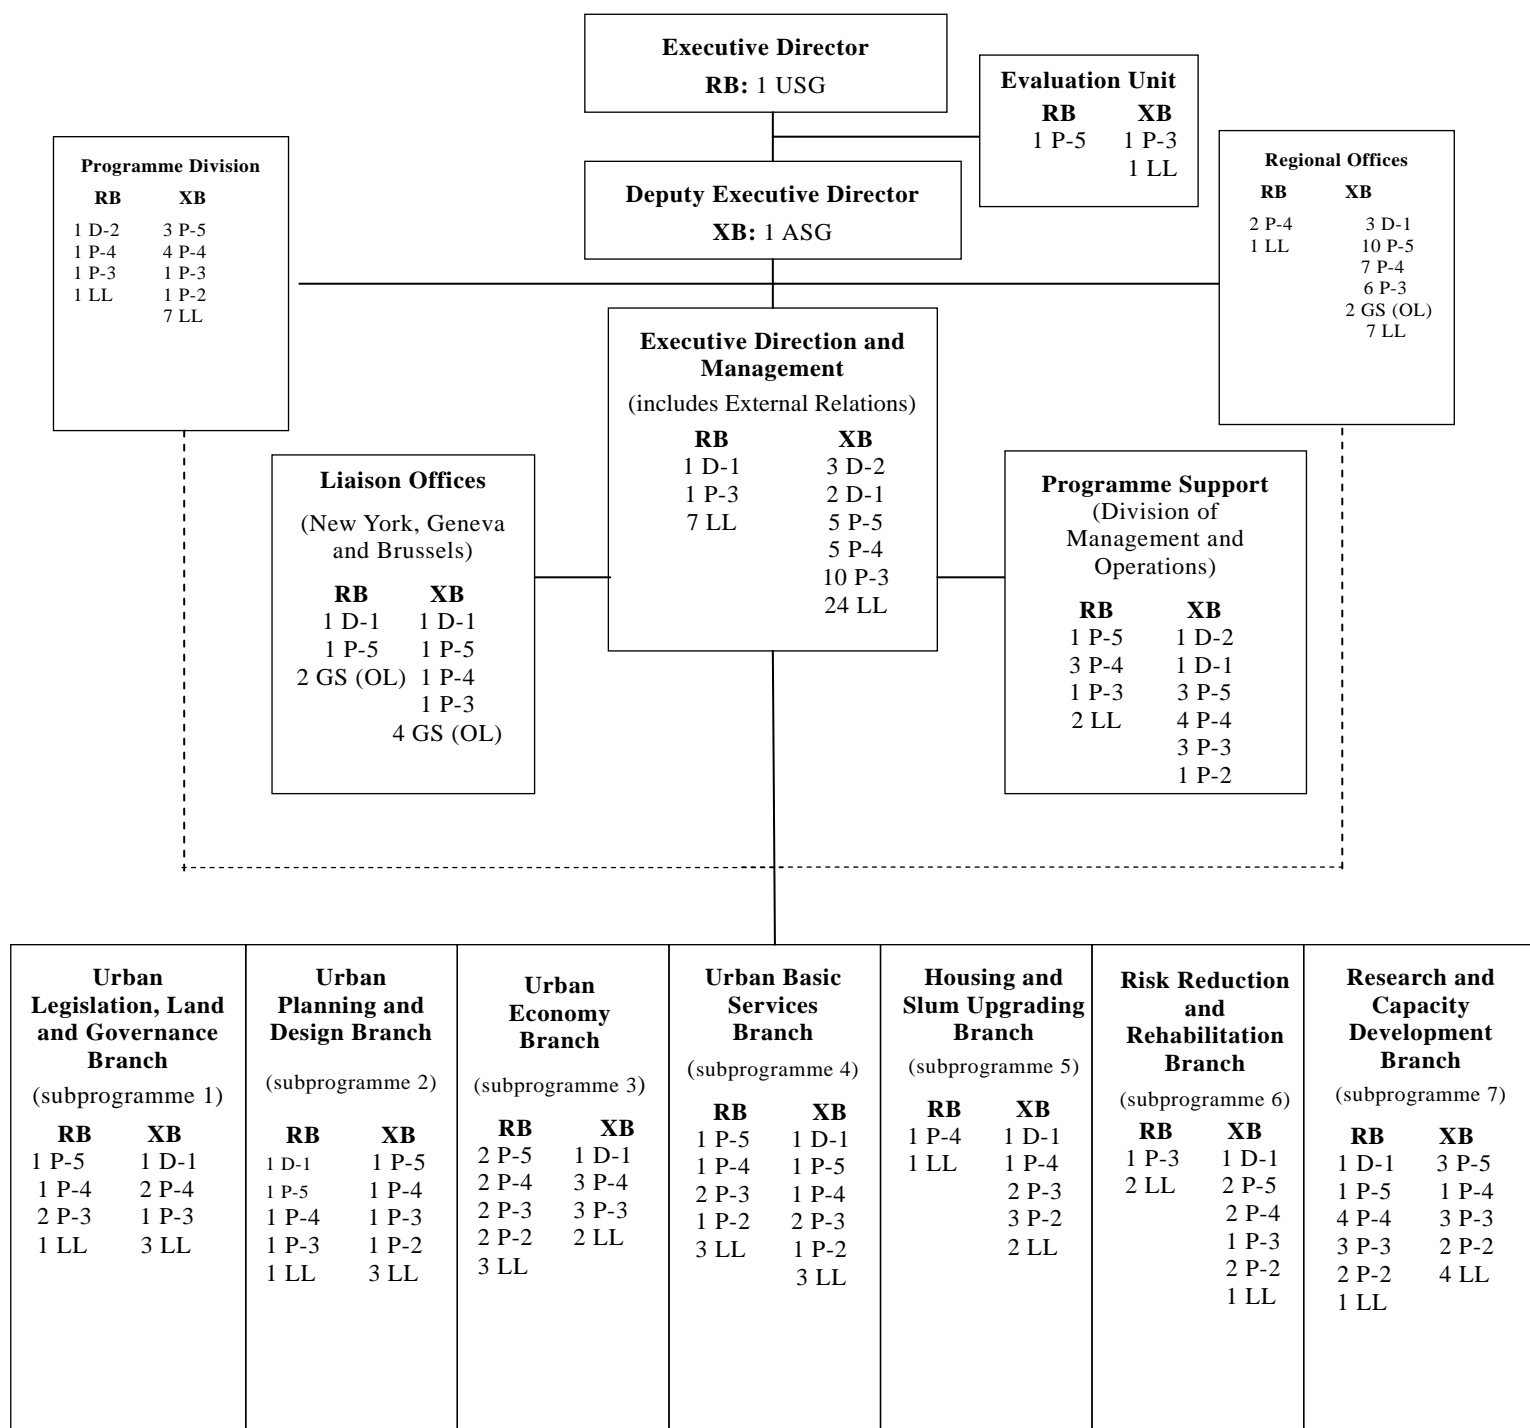 Executive Director
RB: 1 USG
Evaluation Unit
RB XB
1 P-5 1 P-3
1 LL
Programme Division
RB XB
1 D-2 3 P-5
1 P-4 4 P-4
1 P-3 1 P-3
1 LL 1 P-2
7 LL
Deputy Executive Director
XB: 1 ASG
Regional Offices
RB XB
2 P-4 3 D-1
1 LL 10 P-5
7 P-4
6 P-3
2 GS (OL)
7 LL
Executive Direction and
Management
(includes External Relations)
RB XB
1 D-1 3 D-2
1 P-3 2 D-1
7 LL 5 P-5
5 P-4
10 P-3
24 LL
Liaison Offices
(New York, Geneva
and Brussels)
RB XB
1 D-1 1 D-1
1 P-5 1 P-5
2 GS (OL) 1 P-4
1 P-3
4 GS (OL)
Programme Support
(Division of
Management and
Operations)
RB XB
1 P-5 1 D-2
3 P-4 1 D-1
1 P-3 3 P-5
2 LL 4 P-4
3 P-3
1 P-2
Urban
Legislation, Land
and Governance
Branch
(subprogramme 1)
RB XB
1 P-5 1 D-1
1 P-4 2 P-4
2 P-3 1 P-3
1 LL 3 LL
Urban
Planning and
Design Branch
(subprogramme 2)
RB XB
1 D-1 1 P-5
1 P-5 1 P-4
1 P-4 1 P-3
1 P-3 1 P-2
1 LL 3 LL
Urban
Economy
Branch
(subprogramme 3)
RB XB
2 P-5 1 D-1
2 P-4 3 P-4
2 P-3 3 P-3
2 P-2 2 LL
3 LL
Urban Basic
Services
Branch
(subprogramme 4)
RB XB
1 P-5 1 D-1
1 P-4 1 P-5
2 P-3 1 P-4
1 P-2 2 P-3
3 LL 1 P-2
3 LL
Housing and
Slum Upgrading
Branch
(subprogramme 5)
RB XB
1 P-4 1 D-1
1 LL 1 P-4
2 P-3
3 P-2
2 LL
Risk Reduction
and
Rehabilitation
Branch
(subprogramme 6)
RB XB
1 P-3 1 D-1
2 LL 2 P-5
2 P-4
1 P-3
2 P-2
1 LL
Research and
Capacity
Development
Branch
(subprogramme 7)
RB XB
1 D-1 3 P-5
1 P-5 1 P-4
4 P-4 3 P-3
3 P-3 2 P-2
2 P-2 4 LL
1 LL